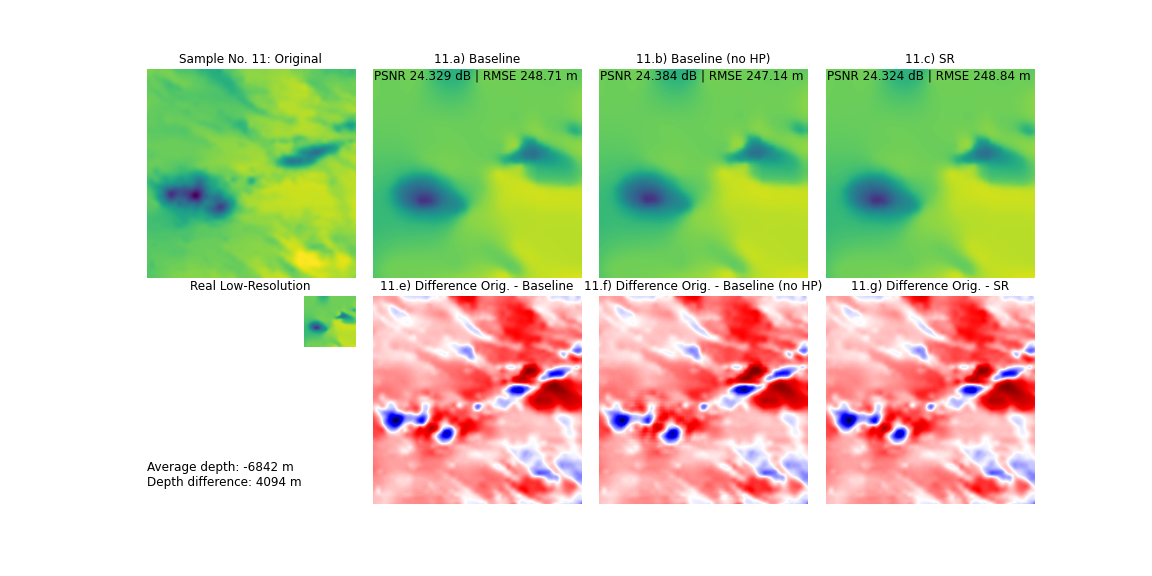 Sample No. 11: Original
11.a) Baseline
11.b) Baseline (no HP)
11.c) SR
PSNR 24.329 dB | RMSE 248.71 m
PSNR 24.384 dB | RMSE 247.14 m
PSNR 24.324 dB | RMSE 248.84 m
Real Low-Resolution
11.e) Difference Orig. - Baseline
11.f) Difference Orig. - Baseline (no HP)
11.g) Difference Orig. - SR
Average depth: -6842 m
Depth difference: 4094 m